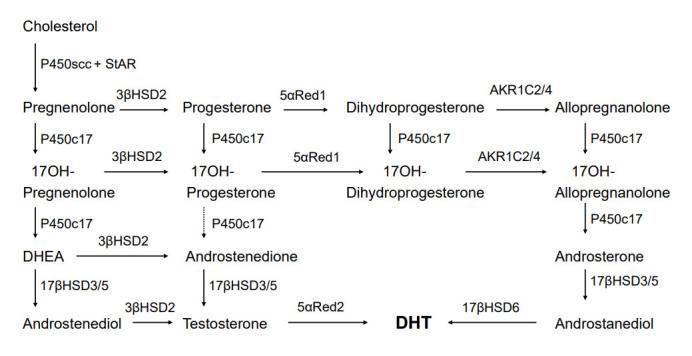 Cholesterol
P450scc + StAR
3βHSD2
5αRed1
AKR1C2/4
Pregnenolone
Progesterone
Dihydroprogesterone
Allopregnanolone
P450c17
P450c17
P450c17
P450c17
3βHSD2
5αRed1
AKR1C2/4
17OH-
Pregnenolone
17OH-
Progesterone
17OH-
Dihydroprogesterone
17OH-
Allopregnanolone
P450c17
P450c17
P450c17
3βHSD2
DHEA
Androstenedione
Androsterone
17βHSD3/5
17βHSD3/5
17βHSD3/5
3βHSD2
5αRed2
17βHSD6
Androstenediol
Testosterone
DHT
Androstanediol